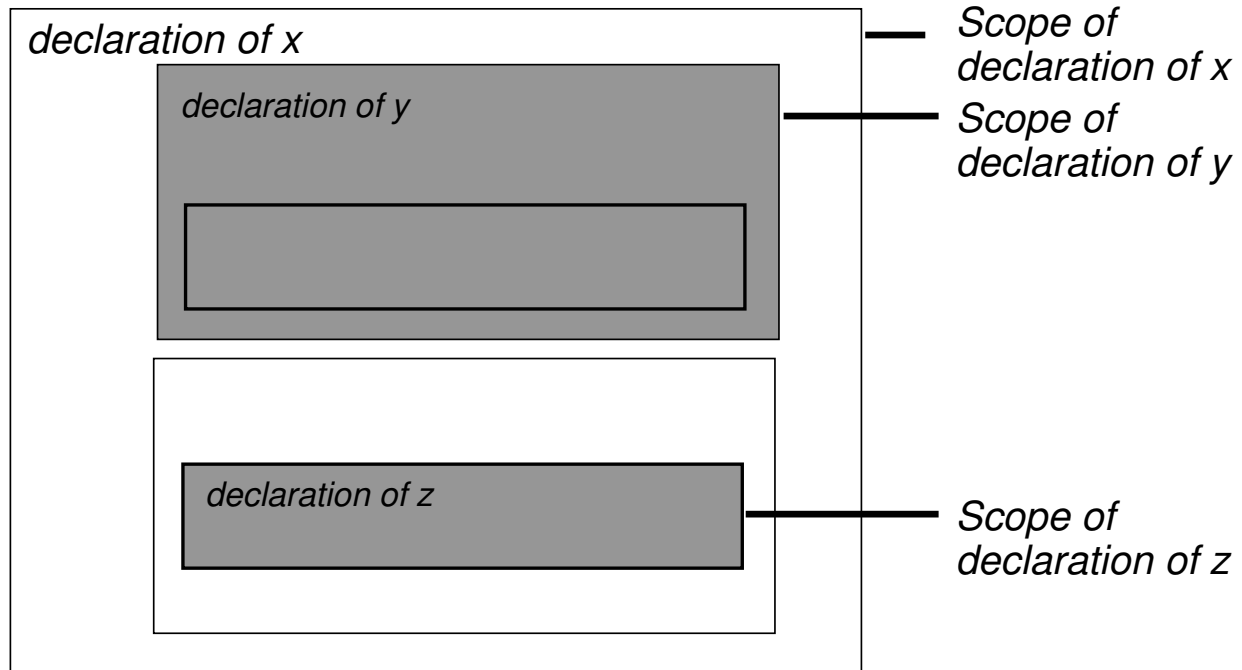 declaration of x
Scope of
declaration of x
declaration of y
Scope of
declaration of y
declaration of z
Scope of
declaration of z